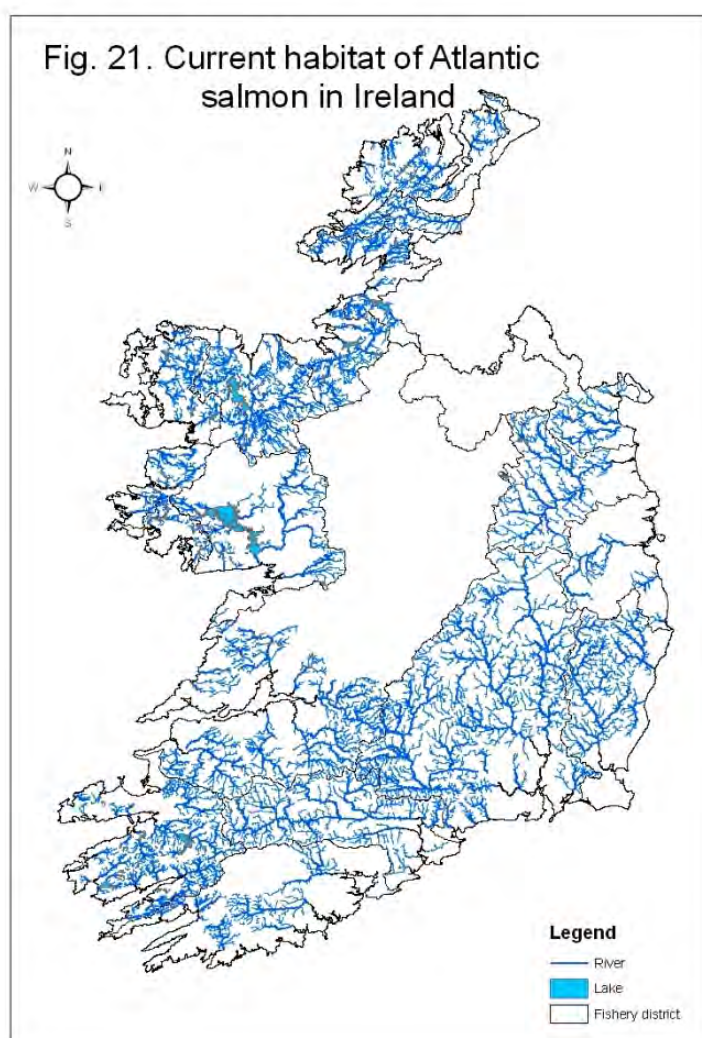 Fig. 21. Current habitat of Atlantic
salmon in Ireland
N
W
E
S
Legend
River
Lake
Fishery district